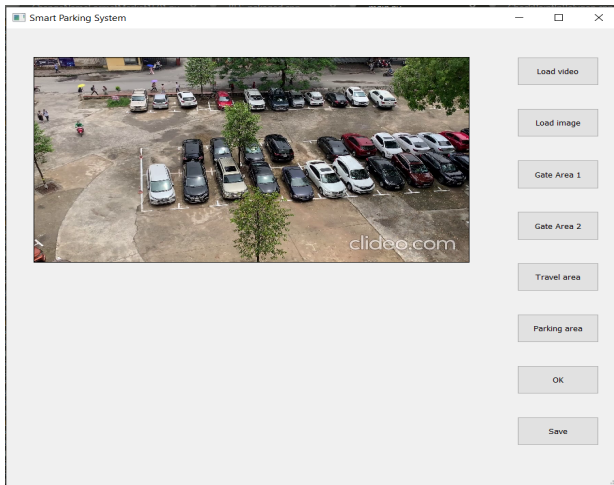 Smart Parking System
Load video
Load image
Gate Area 1
Gate Area 2
Travel area
clideo.com
Parking area
OK
Save